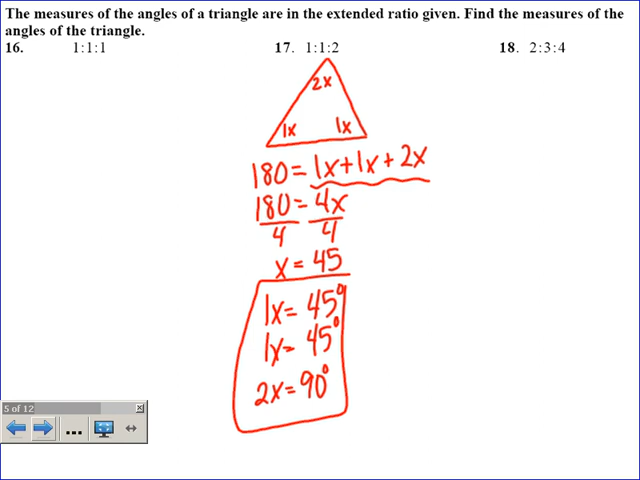 The measures of the angles of a triangle are in the extended ratio given. Find the measures of the
angles of the triangle.
16. 1:1:1 17. 1:1:2 18. 2:3:4
2x
1x 1x
180 = 1x+1x+2x
180 = 4x
4 4
x = 45
1x = 45°
1x = 45°
2x = 90°
5 of 12
...